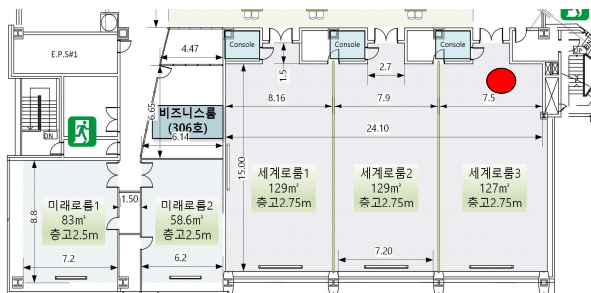 E.P.S#1
4.47
Console
Console
Console
UP
1.5
2.7
6.65
8.16
7.9
7.5
비즈니스룸
(306호)
DN
6.14
24.10
15.00
미래로룸1
83㎡
층고2.5m
1.50
미래로룸2
58.6㎡
층고2.5m
세계로룸1
129㎡
층고2.75m
세계로룸2
129㎡
층고2.75m
세계로룸3
127㎡
층고2.75m
8.8
7.2
6.2
7.20